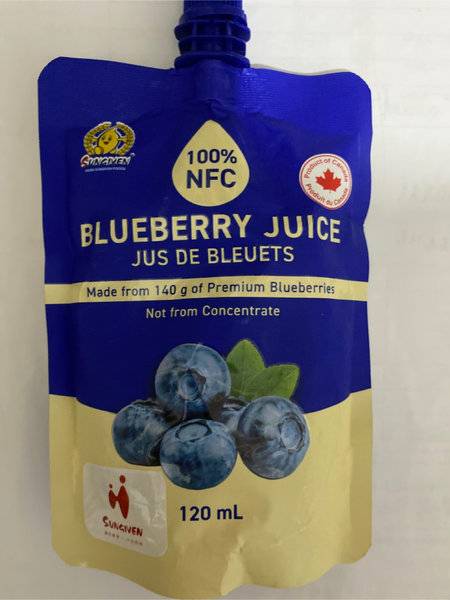 SUNGIVEN
100%
NFC
Product of Canada
Produit du Canada
BLUEBERRY JUICE
JUS DE BLEUETS
Made from 140 g of Premium Blueberries
Not from Concentrate
120 mL
SUNGIVEN